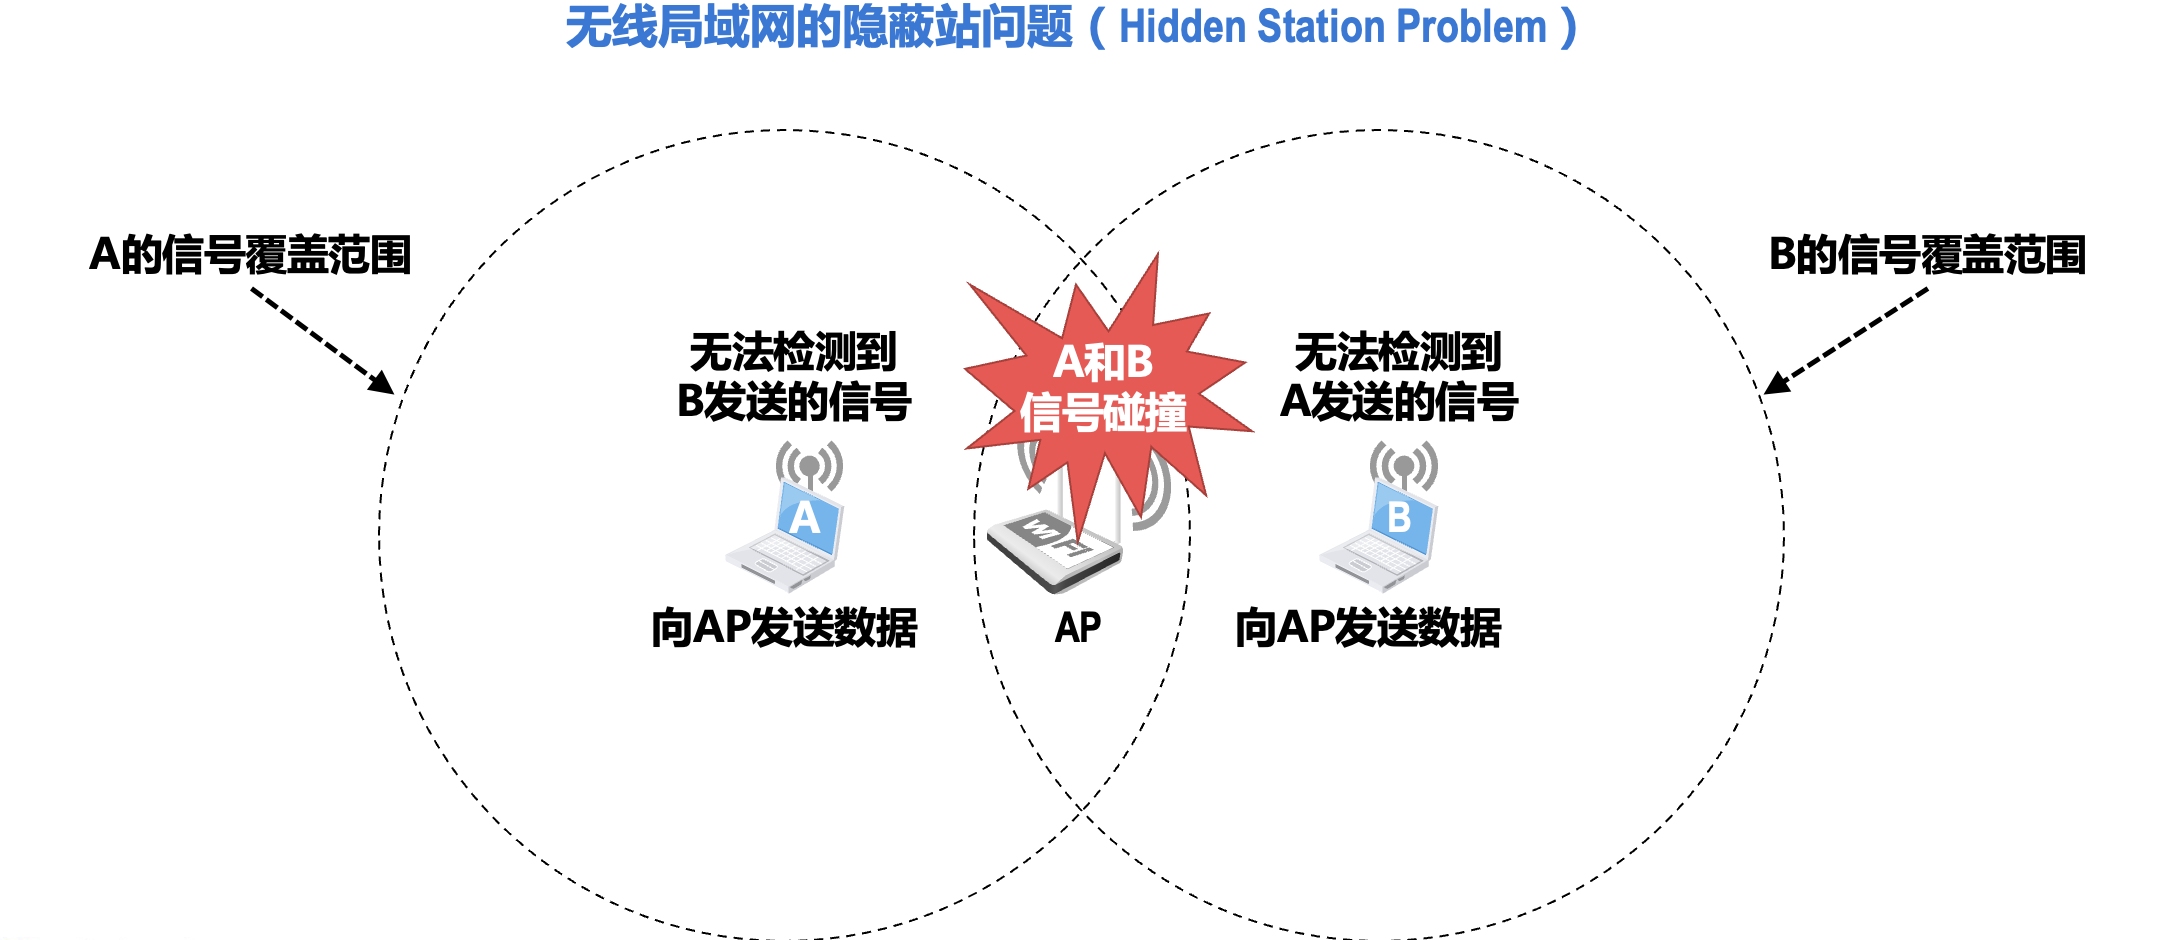 无线局域网的隐蔽站问题（Hidden Station Problem）
A的信号覆盖范围
B的信号覆盖范围
无法检测到
B发送的信号
A和B
信号碰撞
无法检测到
A发送的信号
A
WiFi
B
向AP发送数据
AP
向AP发送数据